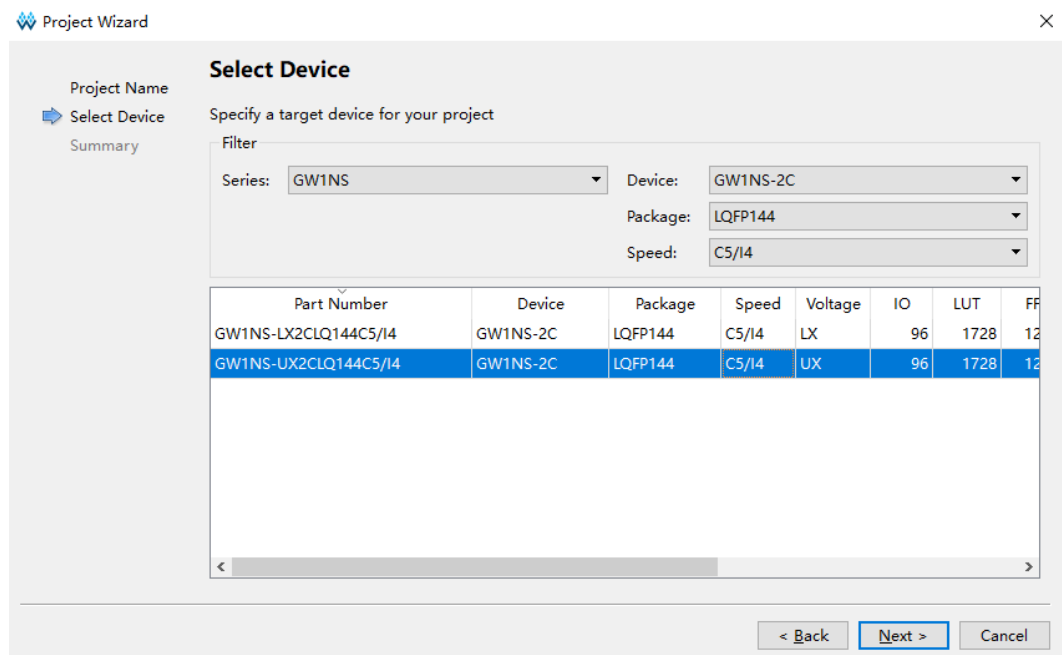 Project Wizard
Project Name
Select Device
Summary
Select Device
Specify a target device for your project
Filter
Series: GW1NS
Device: GW1NS-2C
Package: LQFP144
Speed: C5/I4
Part Number Device Package Speed Voltage IO LUT FF
GW1NS-LX2CLQ144C5/I4 GW1NS-2C LQFP144 C5/I4 LX 96 1728 12
GW1NS-UX2CLQ144C5/I4 GW1NS-2C LQFP144 C5/I4 UX 96 1728 12
< Back Next > Cancel